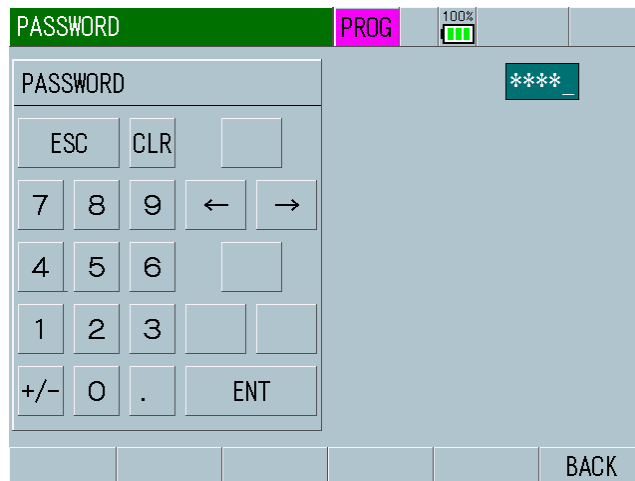 PASSWORD PROG 100%
PASSWORD ****_
ESC CLR
7 8 9 ← →
4 5 6
1 2 3
+/- 0 . ENT
BACK